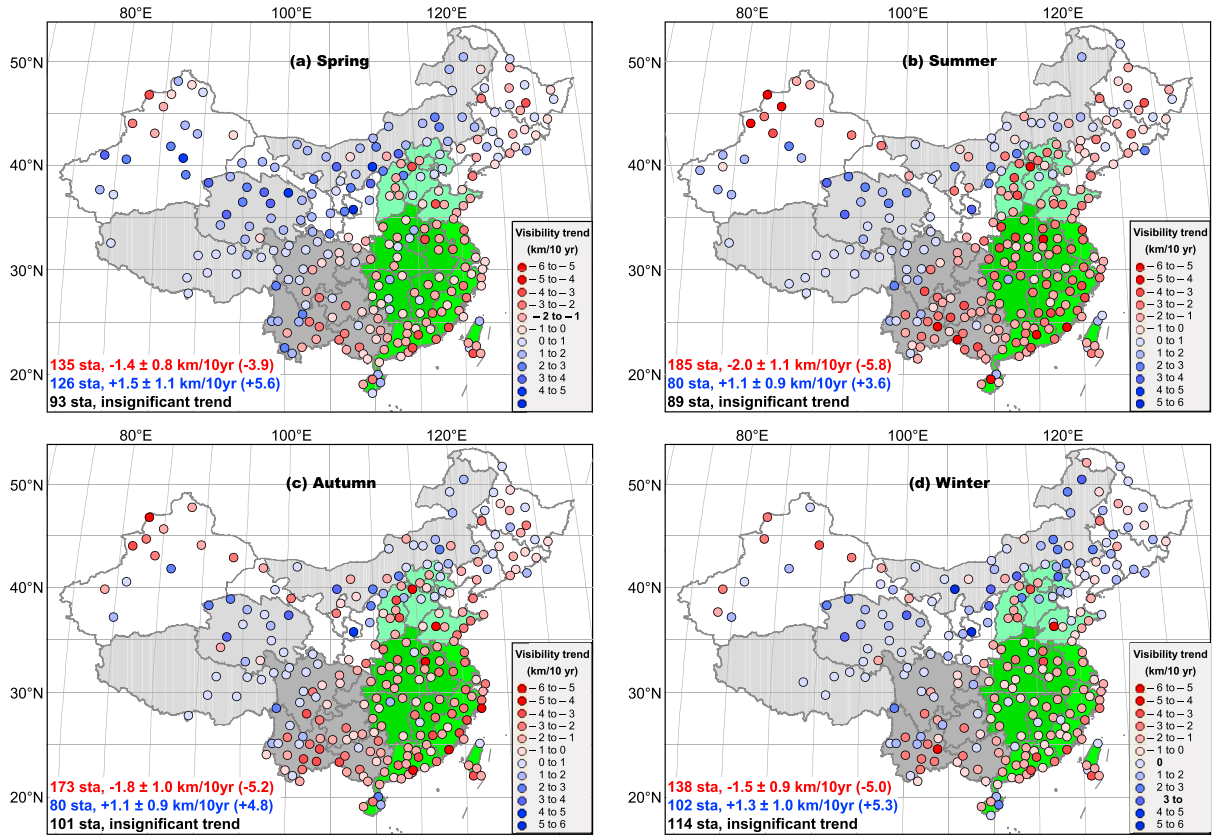 80°E 100°E 120°E
80°E 100°E 120°E
(a) Spring
(b) Summer
50°N
50°N
40°N
40°N
30°N
30°N
20°N
20°N
Visibility trend
(km/10 yr)
– 6 to – 5
– 5 to – 4
– 4 to – 3
– 3 to – 2
– 2 to – 1
– 1 to 0
0 to 1
1 to 2
2 to 3
3 to 4
4 to 5
5 to 6
135 sta, -1.4 ± 0.8 km/10yr (-3.9)
126 sta, +1.5 ± 1.1 km/10yr (+5.6)
93 sta, insignificant trend
Visibility trend
(km/10 yr)
– 6 to – 5
– 5 to – 4
– 4 to – 3
– 3 to – 2
– 2 to – 1
– 1 to 0
0 to 1
1 to 2
2 to 3
3 to 4
4 to 5
5 to 6
185 sta, -2.0 ± 1.1 km/10yr (-5.8)
80 sta, +1.1 ± 0.9 km/10yr (+3.6)
89 sta, insignificant trend
80°E 100°E 120°E
80°E 100°E 120°E
(c) Autumn
(d) Winter
50°N
50°N
40°N
40°N
30°N
30°N
20°N
20°N
Visibility trend
(km/10 yr)
– 6 to – 5
– 5 to – 4
– 4 to – 3
– 3 to – 2
– 2 to – 1
– 1 to 0
0 to 1
1 to 2
2 to 3
3 to 4
4 to 5
5 to 6
173 sta, -1.8 ± 1.0 km/10yr (-5.2)
80 sta, +1.1 ± 0.9 km/10yr (+4.8)
101 sta, insignificant trend
Visibility trend
(km/10 yr)
– 6 to – 5
– 5 to – 4
– 4 to – 3
– 3 to – 2
– 2 to – 1
– 1 to 0
0
1 to 2
2 to 3
3 to
4 to 5
5 to 6
138 sta, -1.5 ± 0.9 km/10yr (-5.0)
102 sta, +1.3 ± 1.0 km/10yr (+5.3)
114 sta, insignificant trend